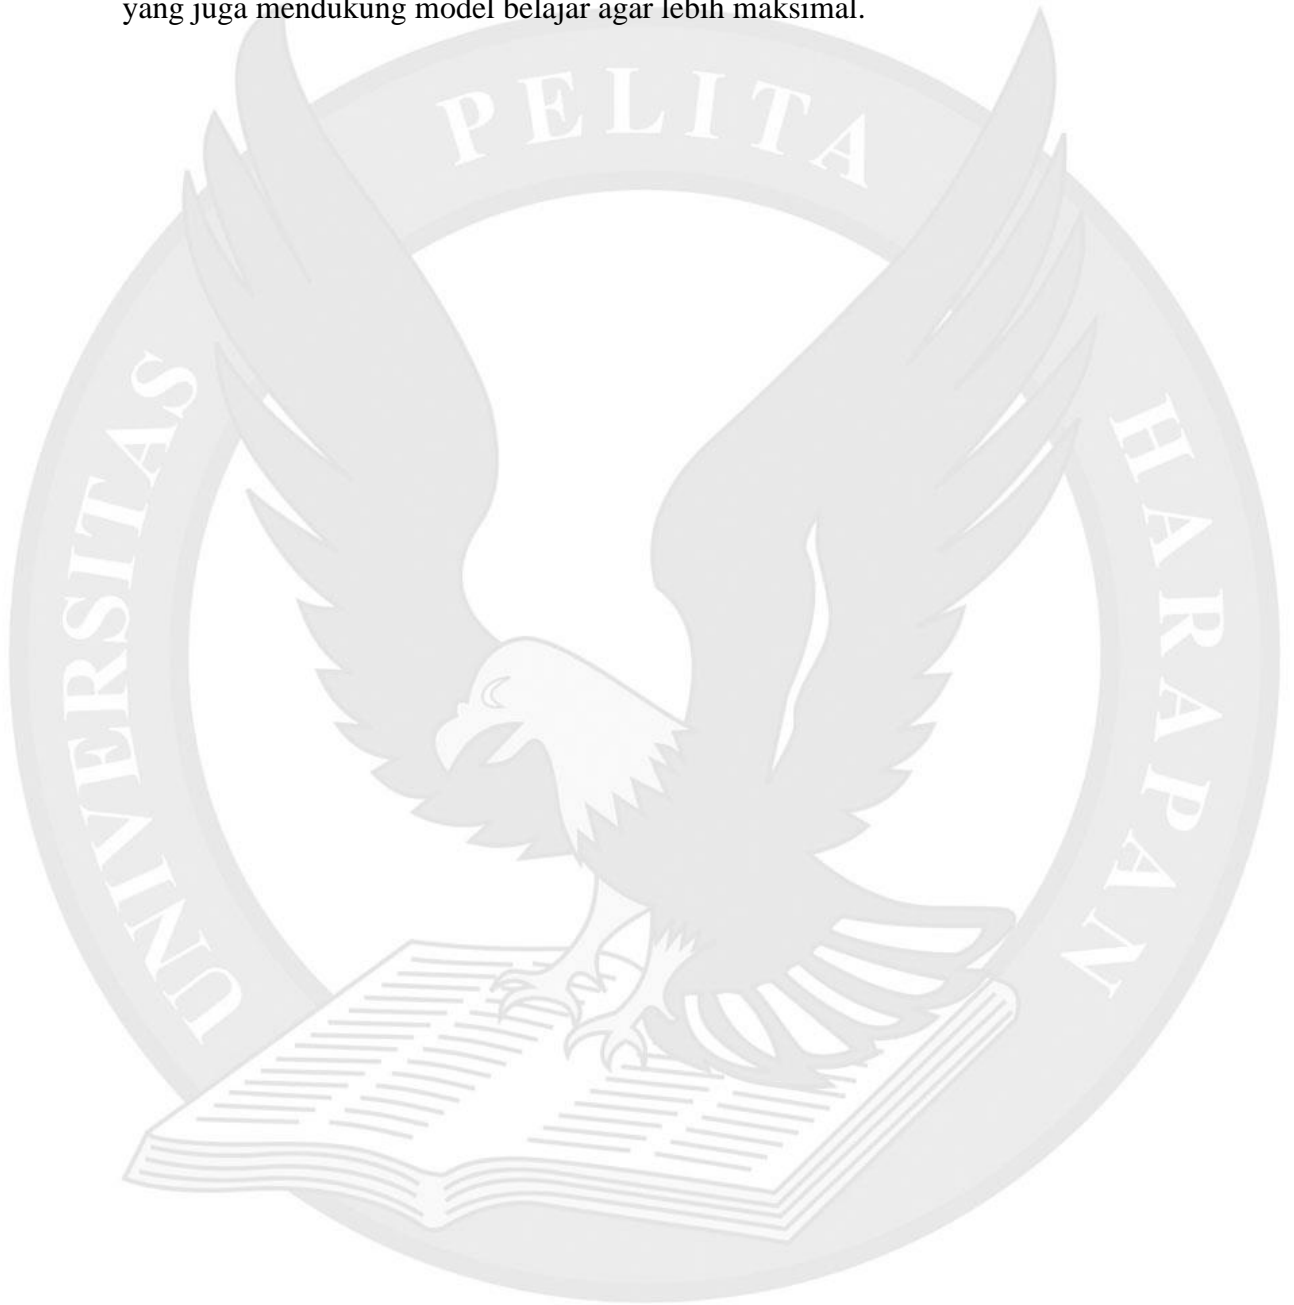 yang juga mendukung model belajar agar lebih maksimal.
PELITA
UNIVERSITAS
HARAPAN